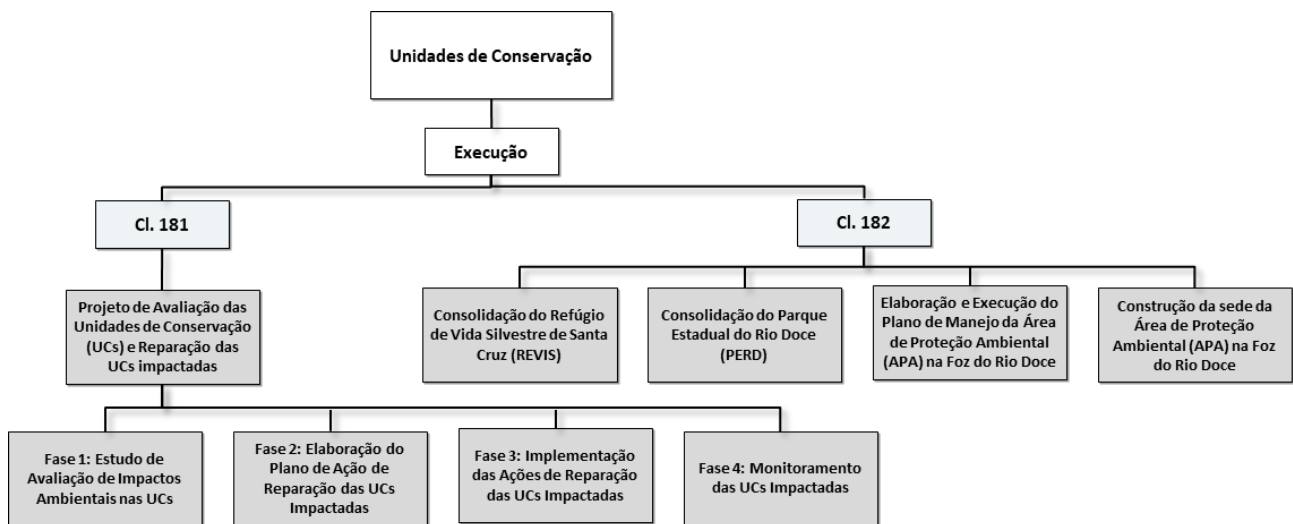 Unidades de Conservação
Execução
Cl. 181
Cl. 182
Projeto de Avaliação das
Unidades de Conservação
(UCs) e Reparação das
UCs impactadas
Consolidação do Refúgio
de Vida Silvestre de Santa
Cruz (REVIS)
Consolidação do Parque
Estadual do Rio Doce
(PERD)
Elaboração e Execução do
Plano de Manejo da Área
de Proteção Ambiental
(APA) na Foz do Rio Doce
Construção da sede da
Área de Proteção
Ambiental (APA) na Foz
do Rio Doce
Fase 1: Estudo de
Avaliação de Impactos
Ambientais nas UCs
Fase 2: Elaboração do
Plano de Ação de
Reparação das UCs
Impactadas
Fase 3: Implementação
das Ações de Reparação
das UCs Impactadas
Fase 4: Monitoramento
das UCs Impactadas